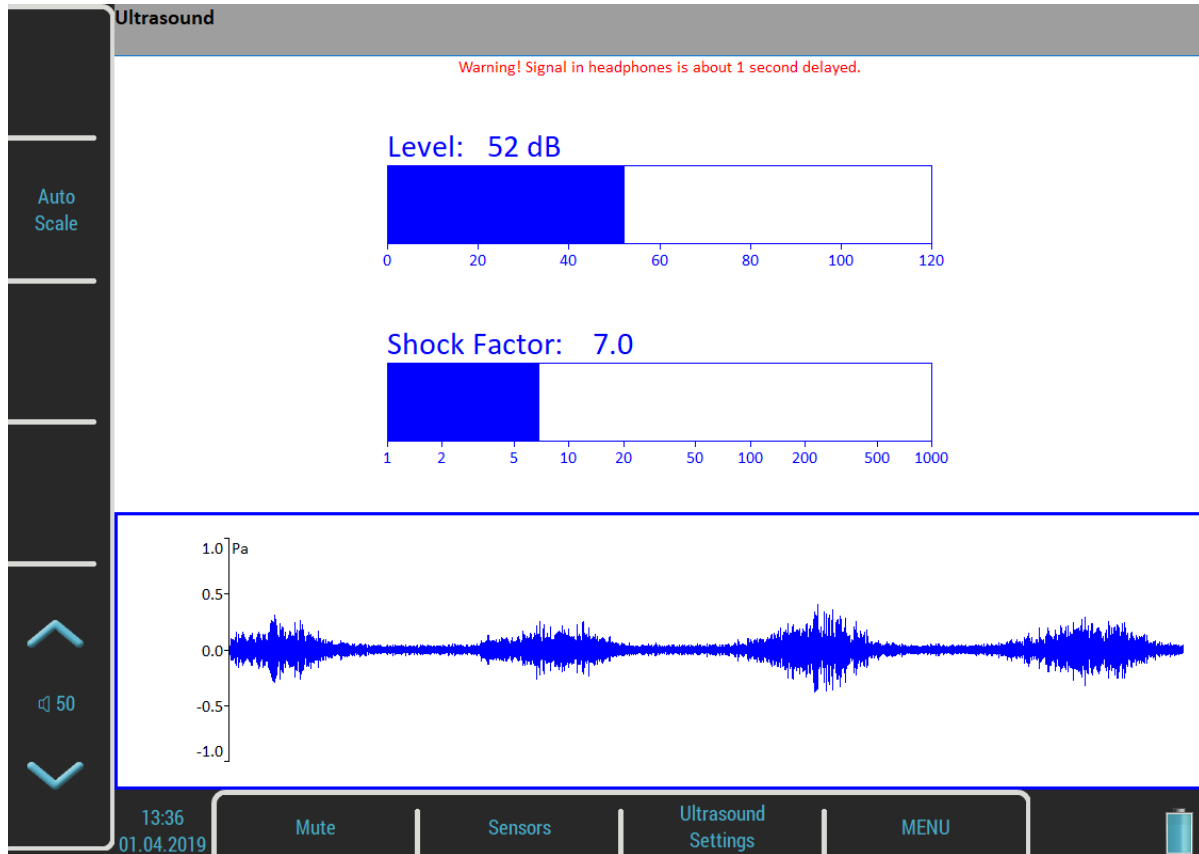 Ultrasound
Warning! Signal in headphones is about 1 second delayed.
Auto
Scale
Level: 52 dB
0 20 40 60 80 100 120
Shock Factor: 7.0
1 2 5 10 20 50 100 200 500 1000
1.0 Pa
0.5
0.0
-0.5
-1.0
50
13:36
01.04.2019
Mute
Sensors
Ultrasound
Settings
MENU